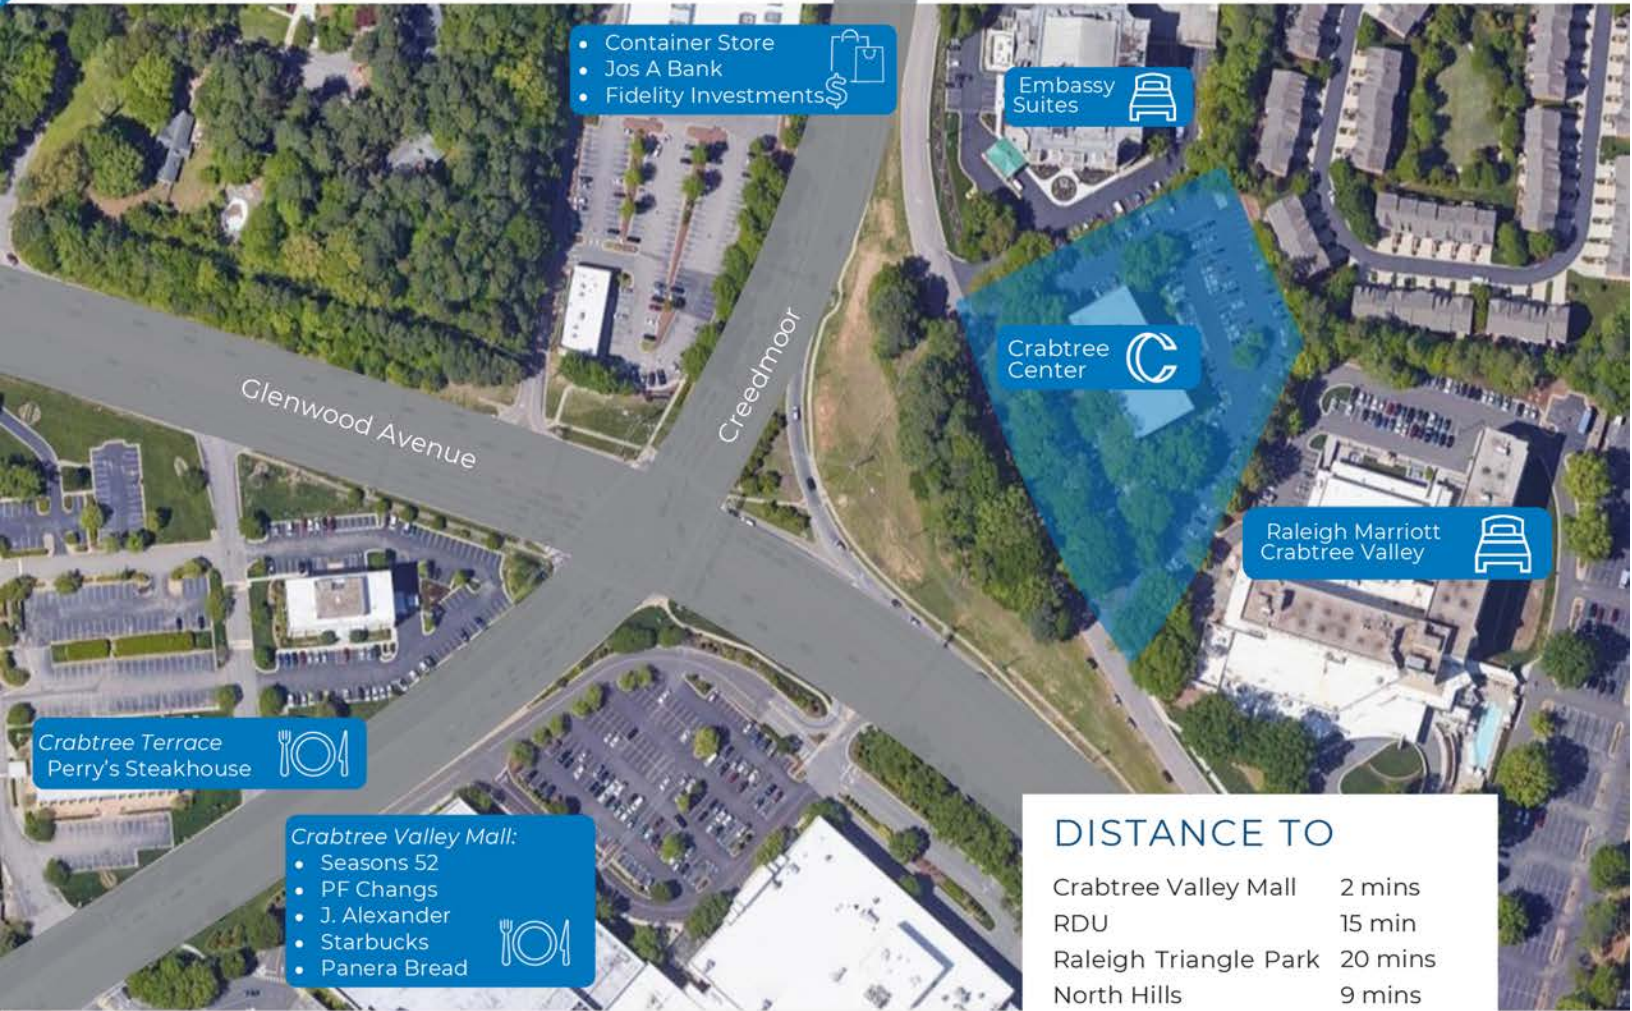 • Container Store
• Jos A Bank
• Fidelity Investments
Embassy
Suites
Glenwood Avenue
Creedmoor
Crabtree
Center
Raleigh Marriott
Crabtree Valley
Crabtree Terrace
Perry's Steakhouse
Crabtree Valley Mall:
• Seasons 52
• PF Changs
• J. Alexander
• Starbucks
• Panera Bread
DISTANCE TO
Crabtree Valley Mall 2 mins
RDU 15 min
Raleigh Triangle Park 20 mins
North Hills 9 mins